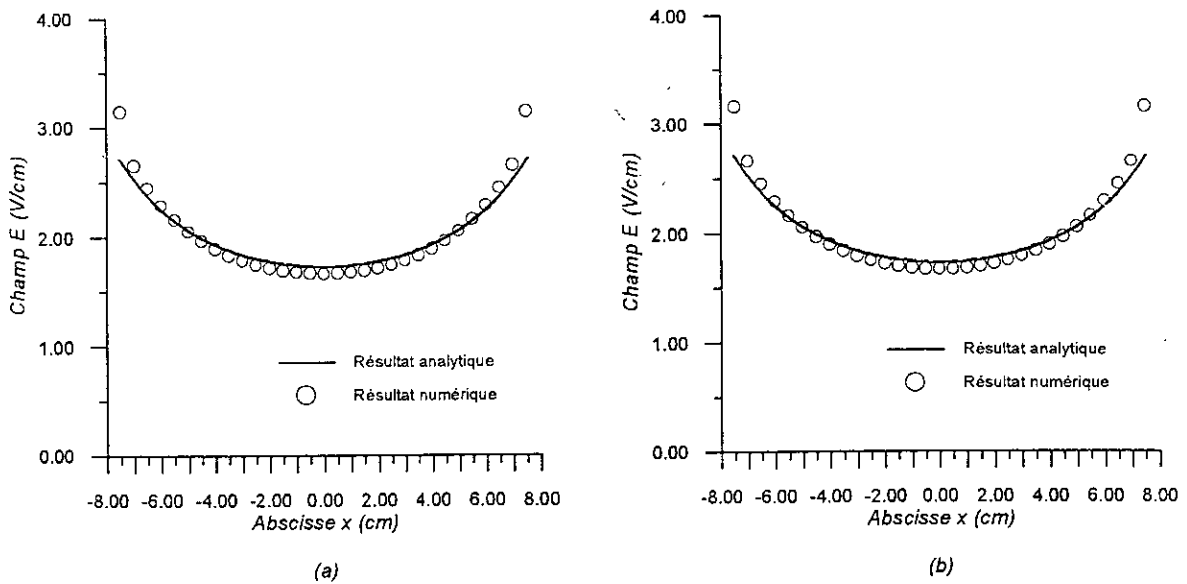 4.00
3.00
2.00
1.00
0.00
Champ E (V/cm)
Résultat analytique
Résultat numérique
-8.00 -6.00 -4.00 -2.00 0.00 2.00 4.00 6.00 8.00
Abscisse x (cm)
(a)
4.00
3.00
2.00
1.00
0.00
Champ E (V/cm)
Résultat analytique
Résultat numérique
-8.00 -6.00 -4.00 -2.00 0.00 2.00 4.00 6.00 8.00
Abscisse x (cm)
(b)